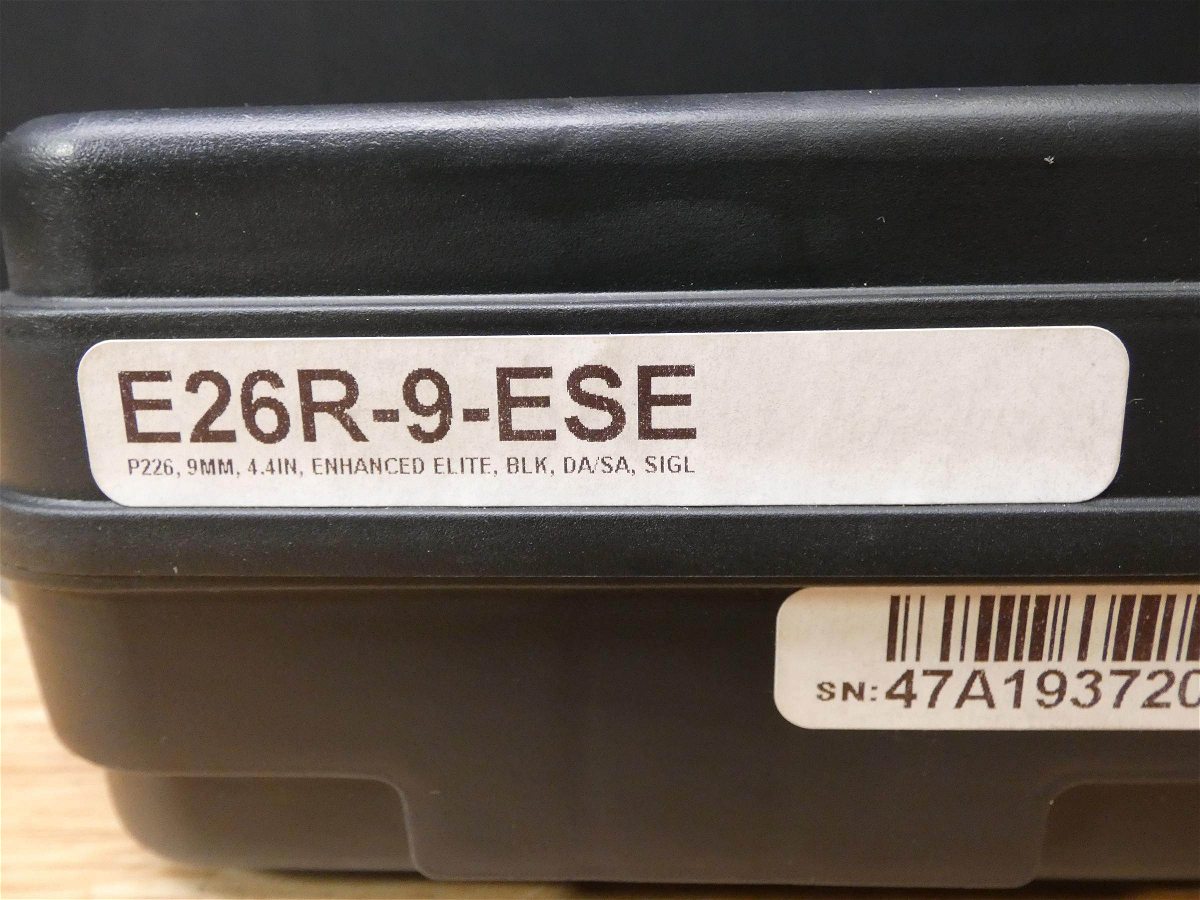 E26R-9-ESE
P226, 9MM, 4.4IN, ENHANCED ELITE, BLK, DA/SA, SIGL
SN: 47A193720